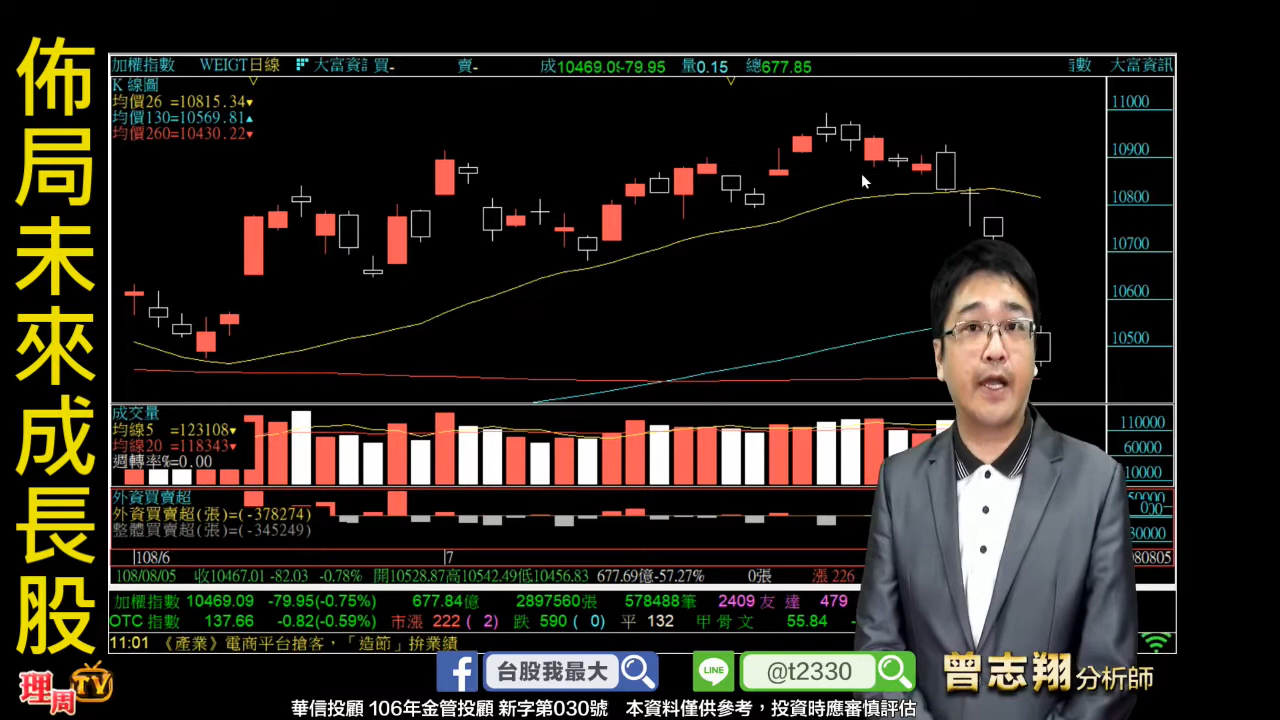 佈局未來成長股
加權指數 WEIGT日線 大富資 買- 賣- 成10469.09-79.95 量0.15 總677.85 指數 大富資訊
K 線圖
均價26 =10815.34▼
均價130=10569.81▲
均價260=10430.22▼
11000
10900
10800
10700
10600
10500
成交量
均線5 =123108▼
均線20 =118343▼
週轉率%=0.00
110000
60000
10000
外資買賣超
外資買賣超(張)=(-378274)
整體買賣超(張)=(-345249)
108/6 7
108/08/05 收10467.01 -82.03 -0.78% 開10528.87高10542.49低10456.83 677.69億-57.27% 0張 漲 226
加權指數 10469.09 -79.95(-0.75%) 677.84億 2897560張 578488筆 2409 友 達 479
OTC 指數 137.66 -0.82(-0.59%) 市漲 222 ( 2) 跌 590 ( 0) 平 132 甲 骨 文 55.84
11:01 《產業》電商平台搶客，「造節」拚業績
理周TV
台股我最大
LINE @t2330
曾志翔 分析師
華信投顧 106年金管投顧 新字第030號 本資料僅供參考，投資時應審慎評估